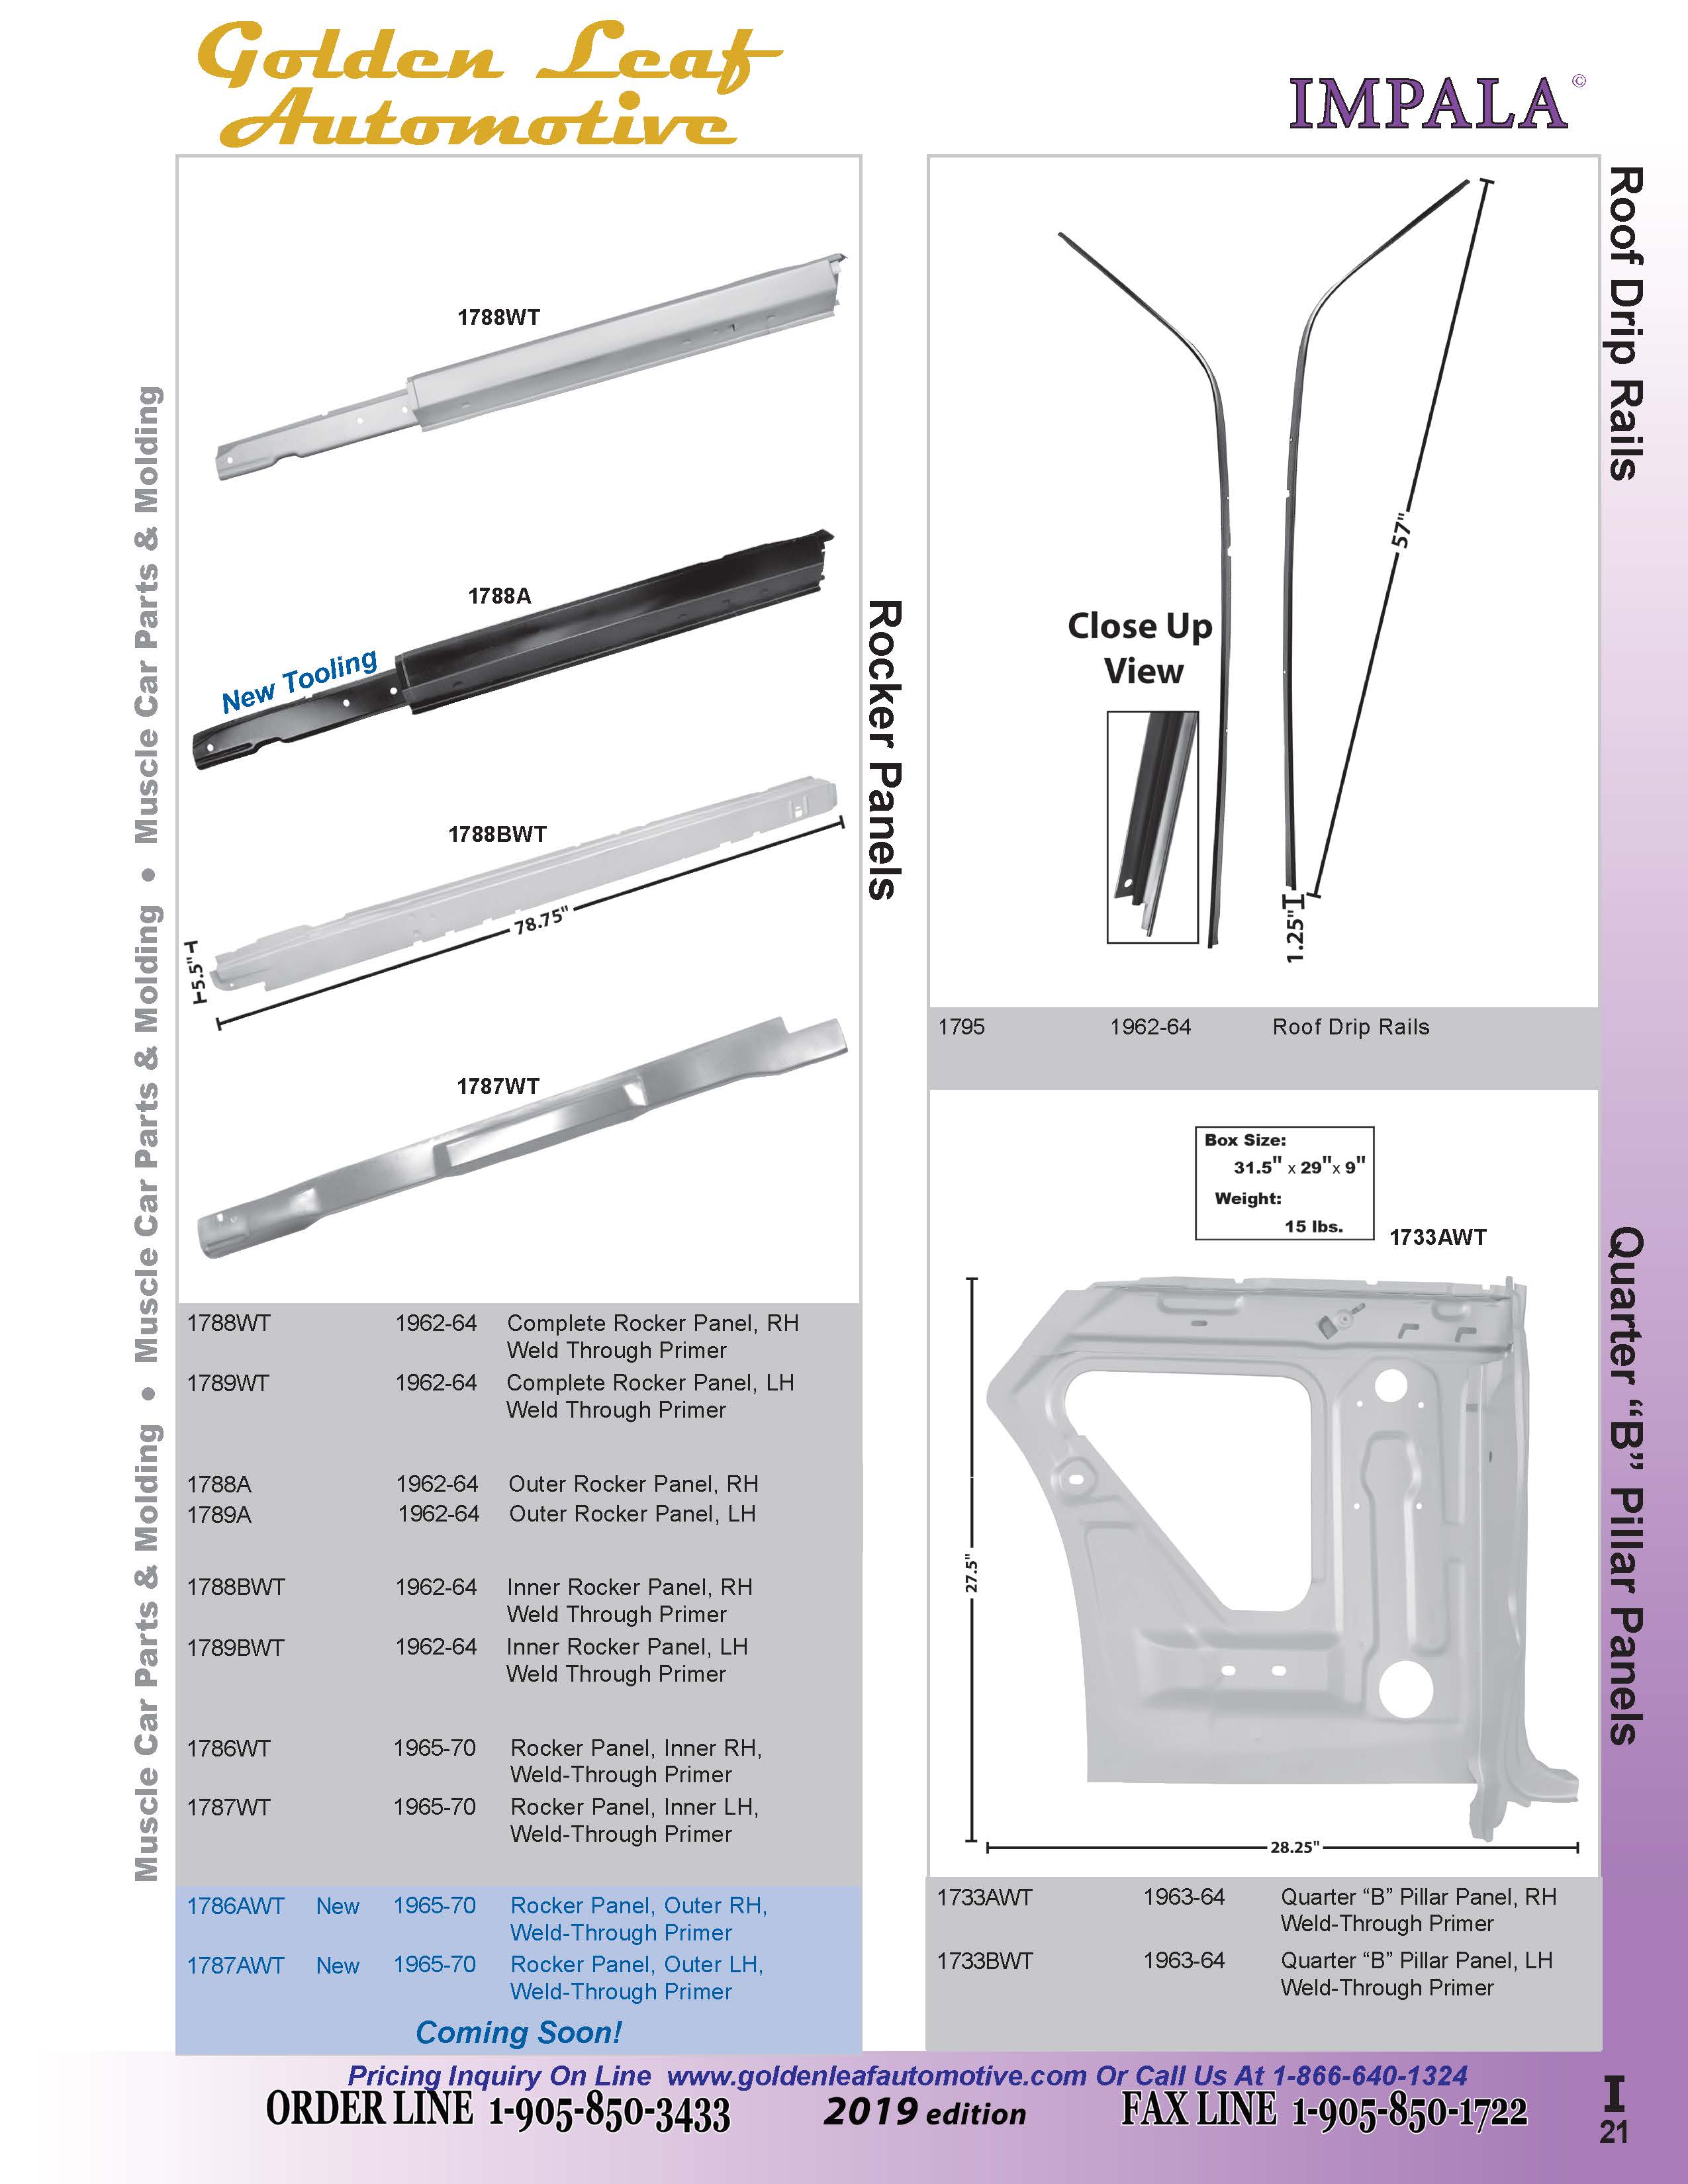 Golden Leaf
Automotive
IMPALA©
Muscle Car Parts & Molding • Muscle Car Parts & Molding • Muscle Car Parts & Molding
1788WT
1788A
New Tooling
1788BWT
78.75"
5.5"
1787WT
Rocker Panels
1788WT 1962-64 Complete Rocker Panel, RH
Weld Through Primer
1789WT 1962-64 Complete Rocker Panel, LH
Weld Through Primer
1788A 1962-64 Outer Rocker Panel, RH
1789A 1962-64 Outer Rocker Panel, LH
1788BWT 1962-64 Inner Rocker Panel, RH
Weld Through Primer
1789BWT 1962-64 Inner Rocker Panel, LH
Weld Through Primer
1786WT 1965-70 Rocker Panel, Inner RH,
Weld-Through Primer
1787WT 1965-70 Rocker Panel, Inner LH,
Weld-Through Primer
1786AWT New 1965-70 Rocker Panel, Outer RH,
Weld-Through Primer
1787AWT New 1965-70 Rocker Panel, Outer LH,
Weld-Through Primer
Coming Soon!
Roof Drip Rails
57"
Close Up
View
1.25"
1795 1962-64 Roof Drip Rails
Box Size:
31.5" x 29"x 9"
Weight:
15 lbs.
1733AWT
27.5"
28.25"
Quarter “B” Pillar Panels
1733AWT 1963-64 Quarter “B” Pillar Panel, RH
Weld-Through Primer
1733BWT 1963-64 Quarter “B” Pillar Panel, LH
Weld-Through Primer
Pricing Inquiry On Line www.goldenleafautomotive.com Or Call Us At 1-866-640-1324
ORDER LINE 1-905-850-3433 2019 edition FAX LINE 1-905-850-1722
I
21